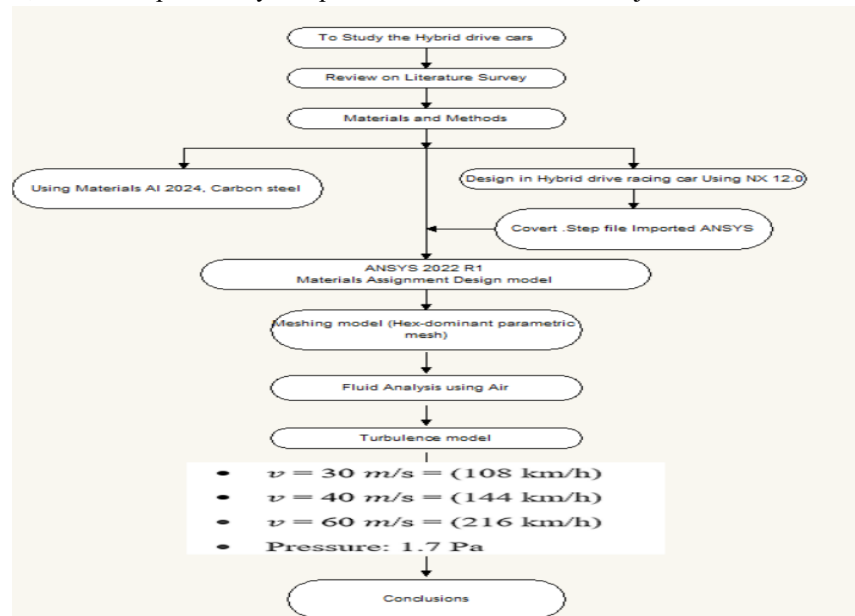 To Study the Hybrid drive cars
Review on Literature Survey
Materials and Methods
Using Materials Al 2024, Carbon steel
Design in Hybrid drive racing car Using NX 12.0
Covert .Step file Imported ANSYS
ANSYS 2022 R1
Materials Assignment Design model
Meshing model (Hex-dominant parametric
mesh)
Fluid Analysis using Air
Turbulence model
• v = 30 m/s = (108 km/h)
• v = 40 m/s = (144 km/h)
• v = 60 m/s = (216 km/h)
• Pressure: 1.7 Pa
Conclusions